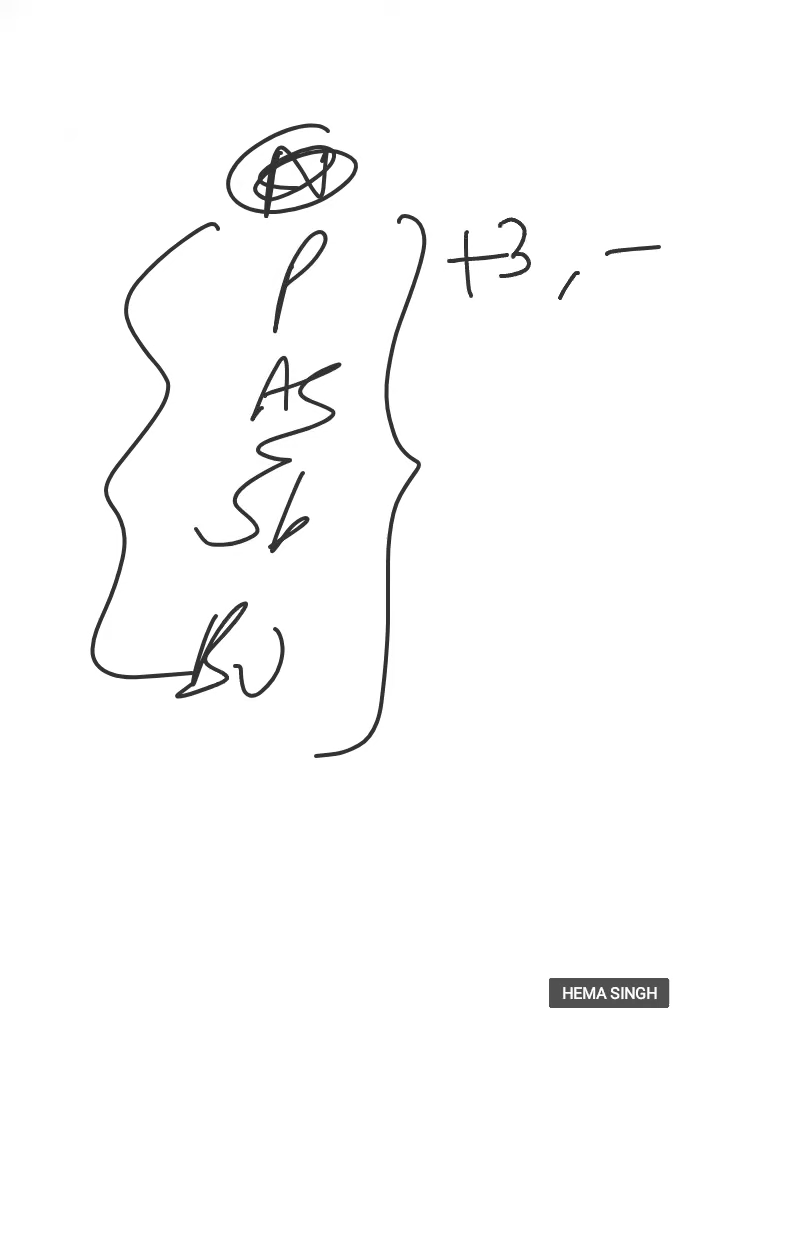 N
P +3, –
As
Sb
Bi
HEMA SINGH